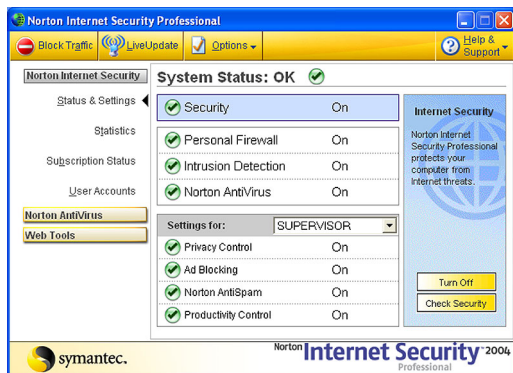 Norton Internet Security Professional
Block Traffic LiveUpdate Options Help & Support
Norton Internet Security
Status & Settings
Statistics
Subscription Status
User Accounts
Norton AntiVirus
Web Tools
System Status: OK
Security On
Personal Firewall On
Intrusion Detection On
Norton AntiVirus On
Settings for: SUPERVISOR
Privacy Control On
Ad Blocking On
Norton AntiSpam On
Productivity Control On
Internet Security
Norton Internet
Security Professional
protects your
computer from
Internet threats.
Turn Off
Check Security
symantec.
Norton Internet Security 2004
Professional